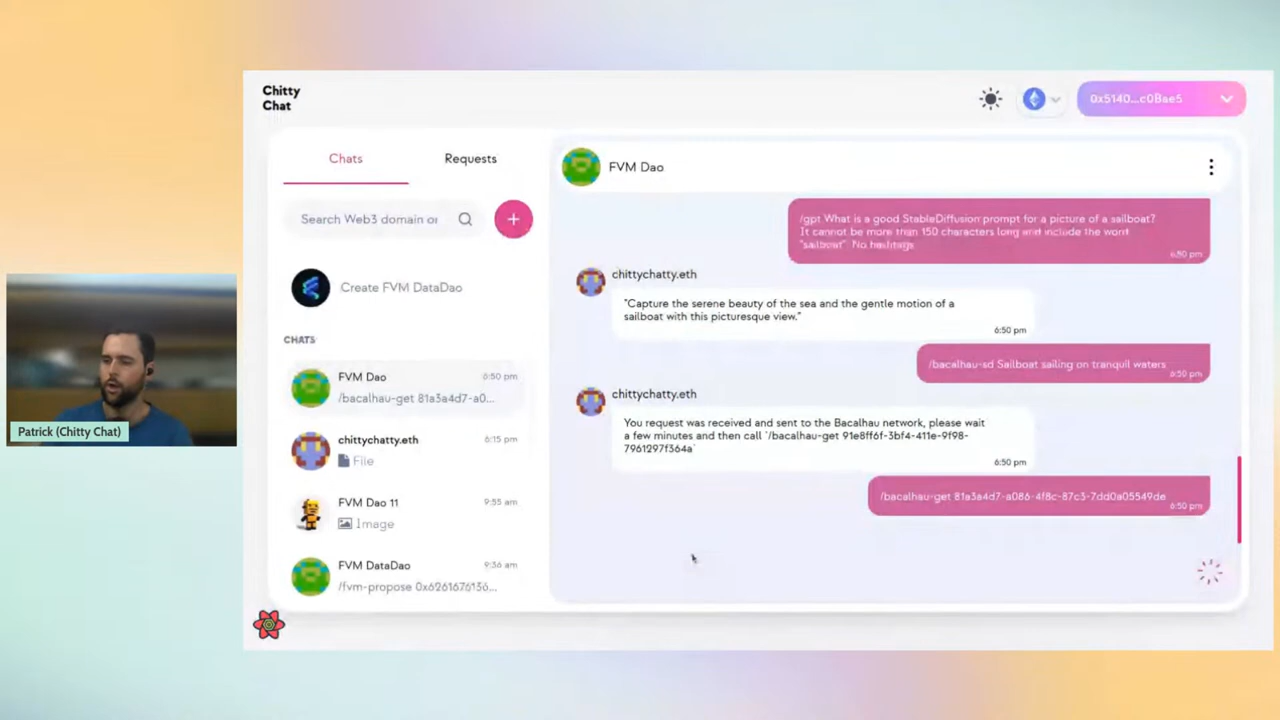 Chitty
Chat
0x5140...c0Bae5
Chats
Requests
Search Web3 domain or
Create FVM DataDao
CHATS
FVM Dao
6:50 pm
/bacalhau-get 81a3a4d7-a0...
chittychatty.eth
6:15 pm
File
FVM Dao 11
9:55 am
Image
FVM DataDao
9:36 am
/fvm-propose 0x6261676136...
FVM Dao
/gpt What is a good StableDiffusion prompt for a picture of a sailboat?
It cannot be more than 150 characters long and include the word
"sailboat". No hashtags
6:50 pm
chittychatty.eth
"Capture the serene beauty of the sea and the gentle motion of a
sailboat with this picturesque view."
6:50 pm
/bacalhau-sd Sailboat sailing on tranquil waters
6:50 pm
chittychatty.eth
You request was received and sent to the Bacalhau network, please wait
a few minutes and then call `/bacalhau-get 91e8ff6f-3bf4-411e-9f98-
7961297f364a`
6:50 pm
/bacalhau-get 81a3a4d7-a086-4f8c-87c3-7dd0a05549de
6:50 pm
Patrick (Chitty Chat)